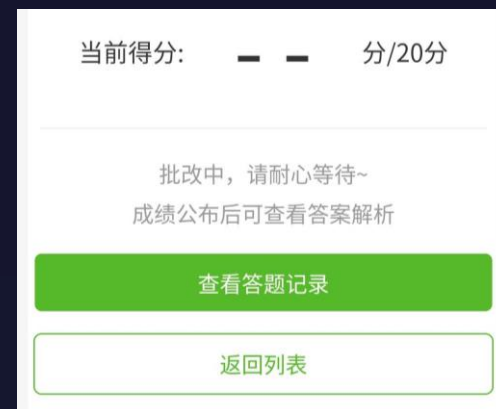 当前得分: -- 分/20分
批改中，请耐心等待~
成绩公布后可查看答案解析
查看答题记录
返回列表